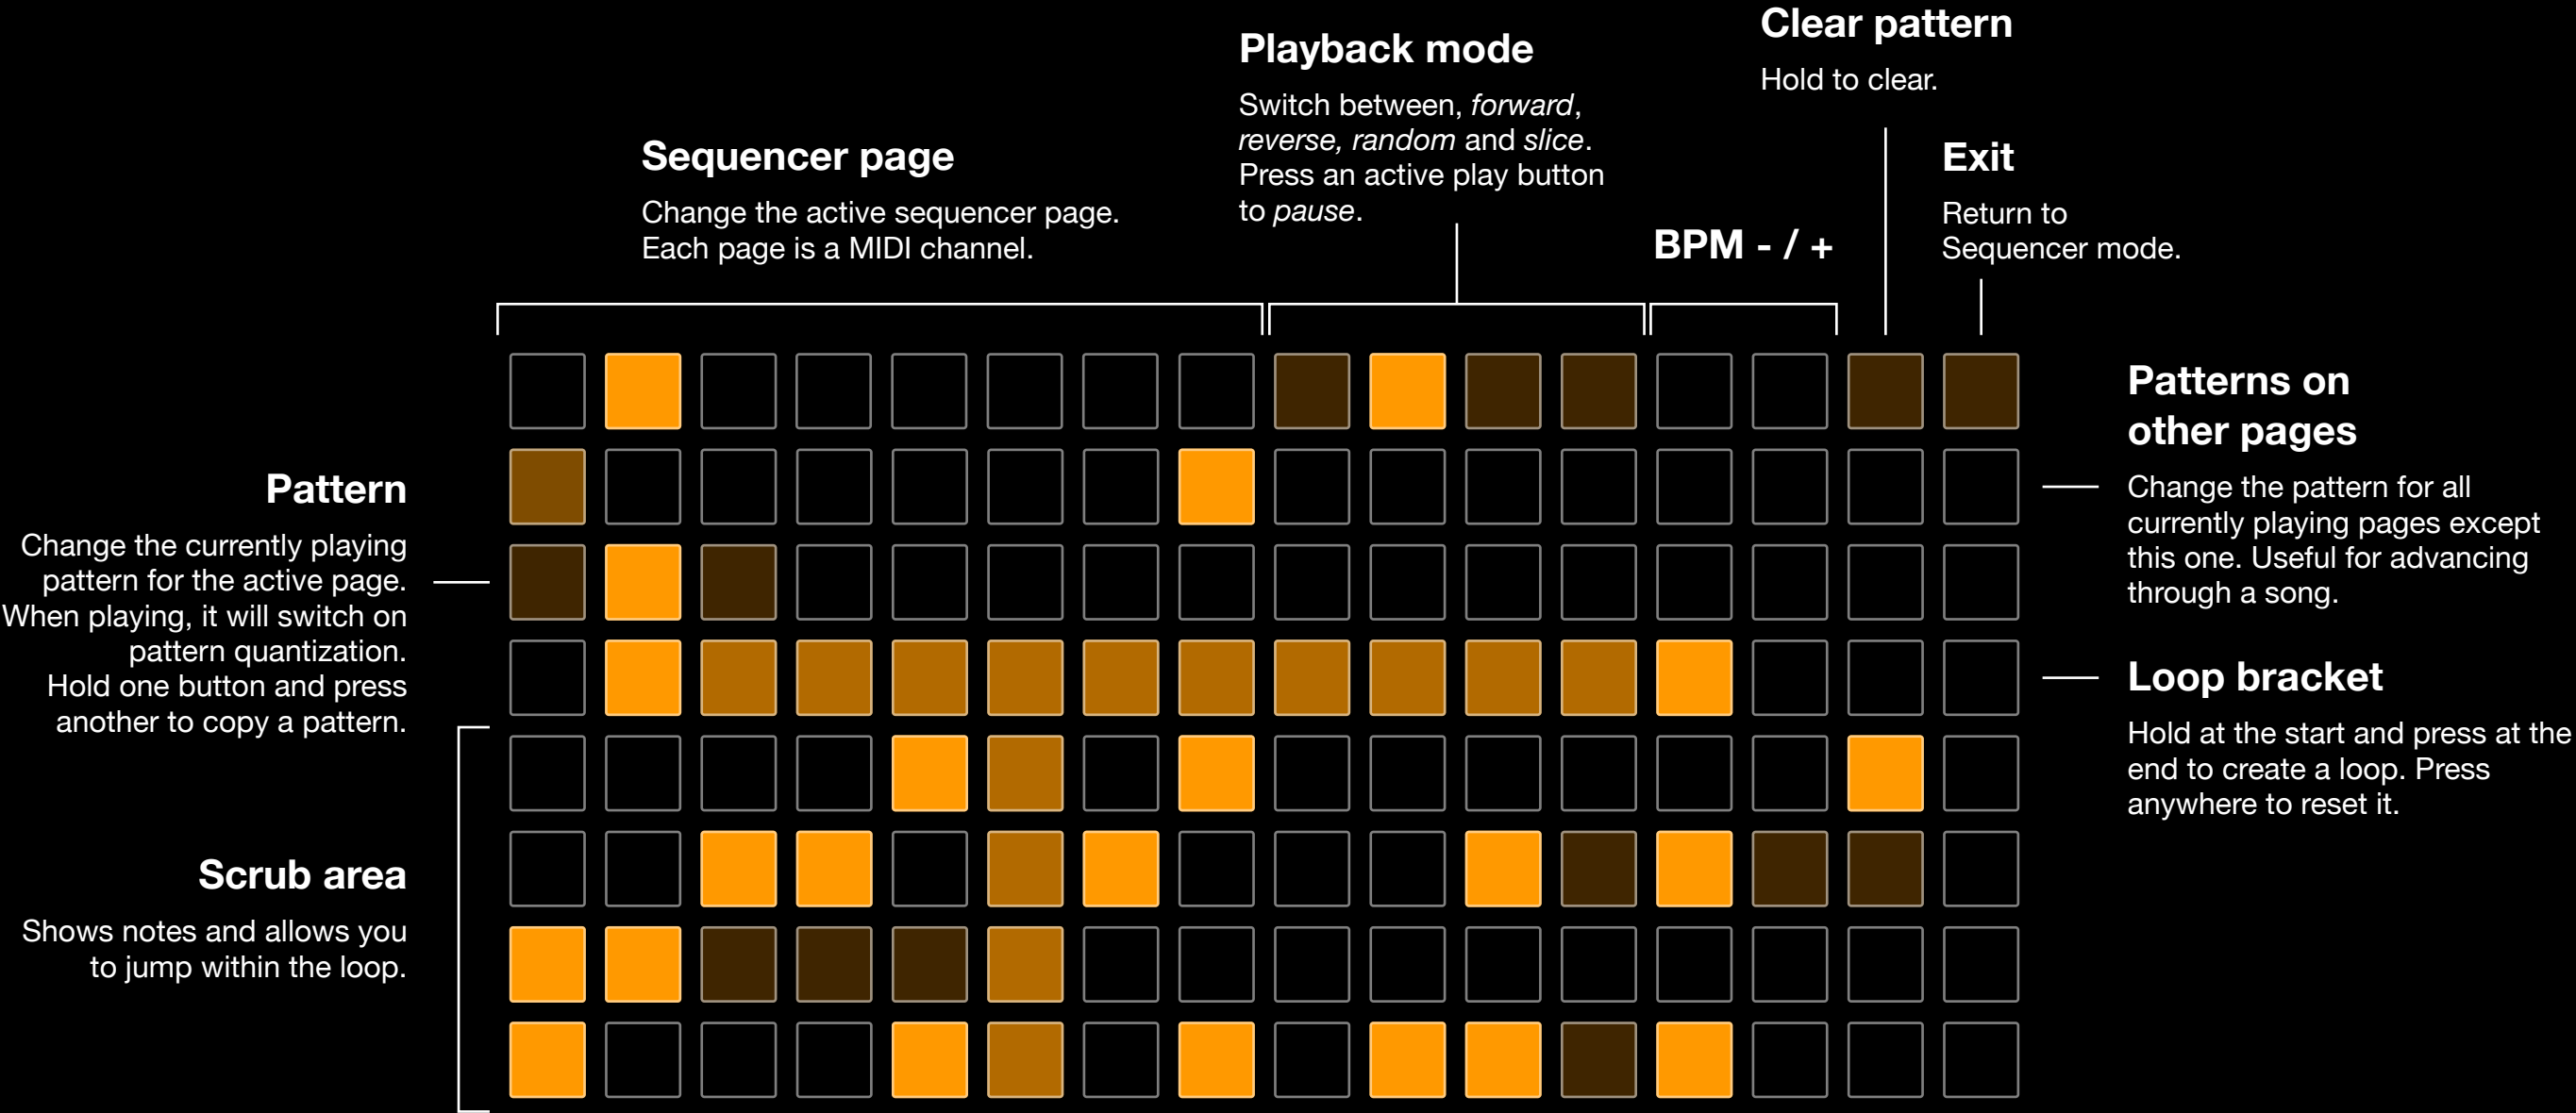 Clear pattern
Hold to clear.
Playback mode
Switch between, forward,
reverse, random and slice.
Press an active play button
to pause.
Sequencer page
Change the active sequencer page.
Each page is a MIDI channel.
BPM - / +
Exit
Return to
Sequencer mode.
Pattern
Change the currently playing
pattern for the active page.
When playing, it will switch on
pattern quantization.
Hold one button and press
another to copy a pattern.
Patterns on
other pages
Change the pattern for all
currently playing pages except
this one. Useful for advancing
through a song.
Loop bracket
Hold at the start and press at the
end to create a loop. Press
anywhere to reset it.
Scrub area
Shows notes and allows you
to jump within the loop.